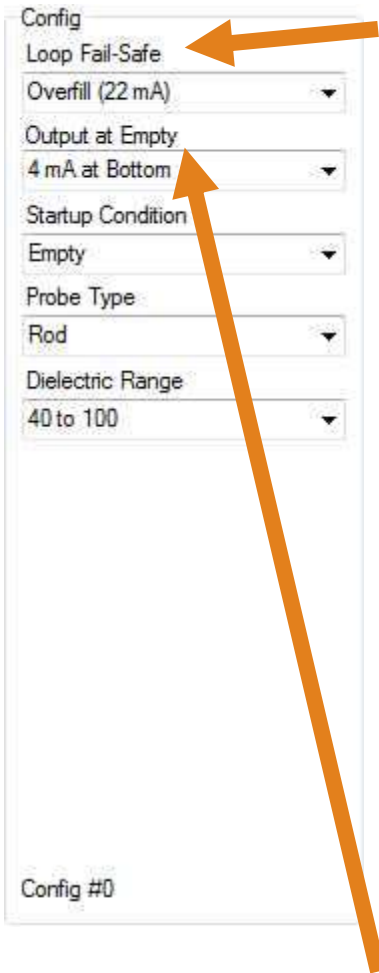 Config
Loop Fail-Safe
Overfill (22 mA)
Output at Empty
4 mA at Bottom
Startup Condition
Empty
Probe Type
Rod
Dielectric Range
40 to 100
Config #0